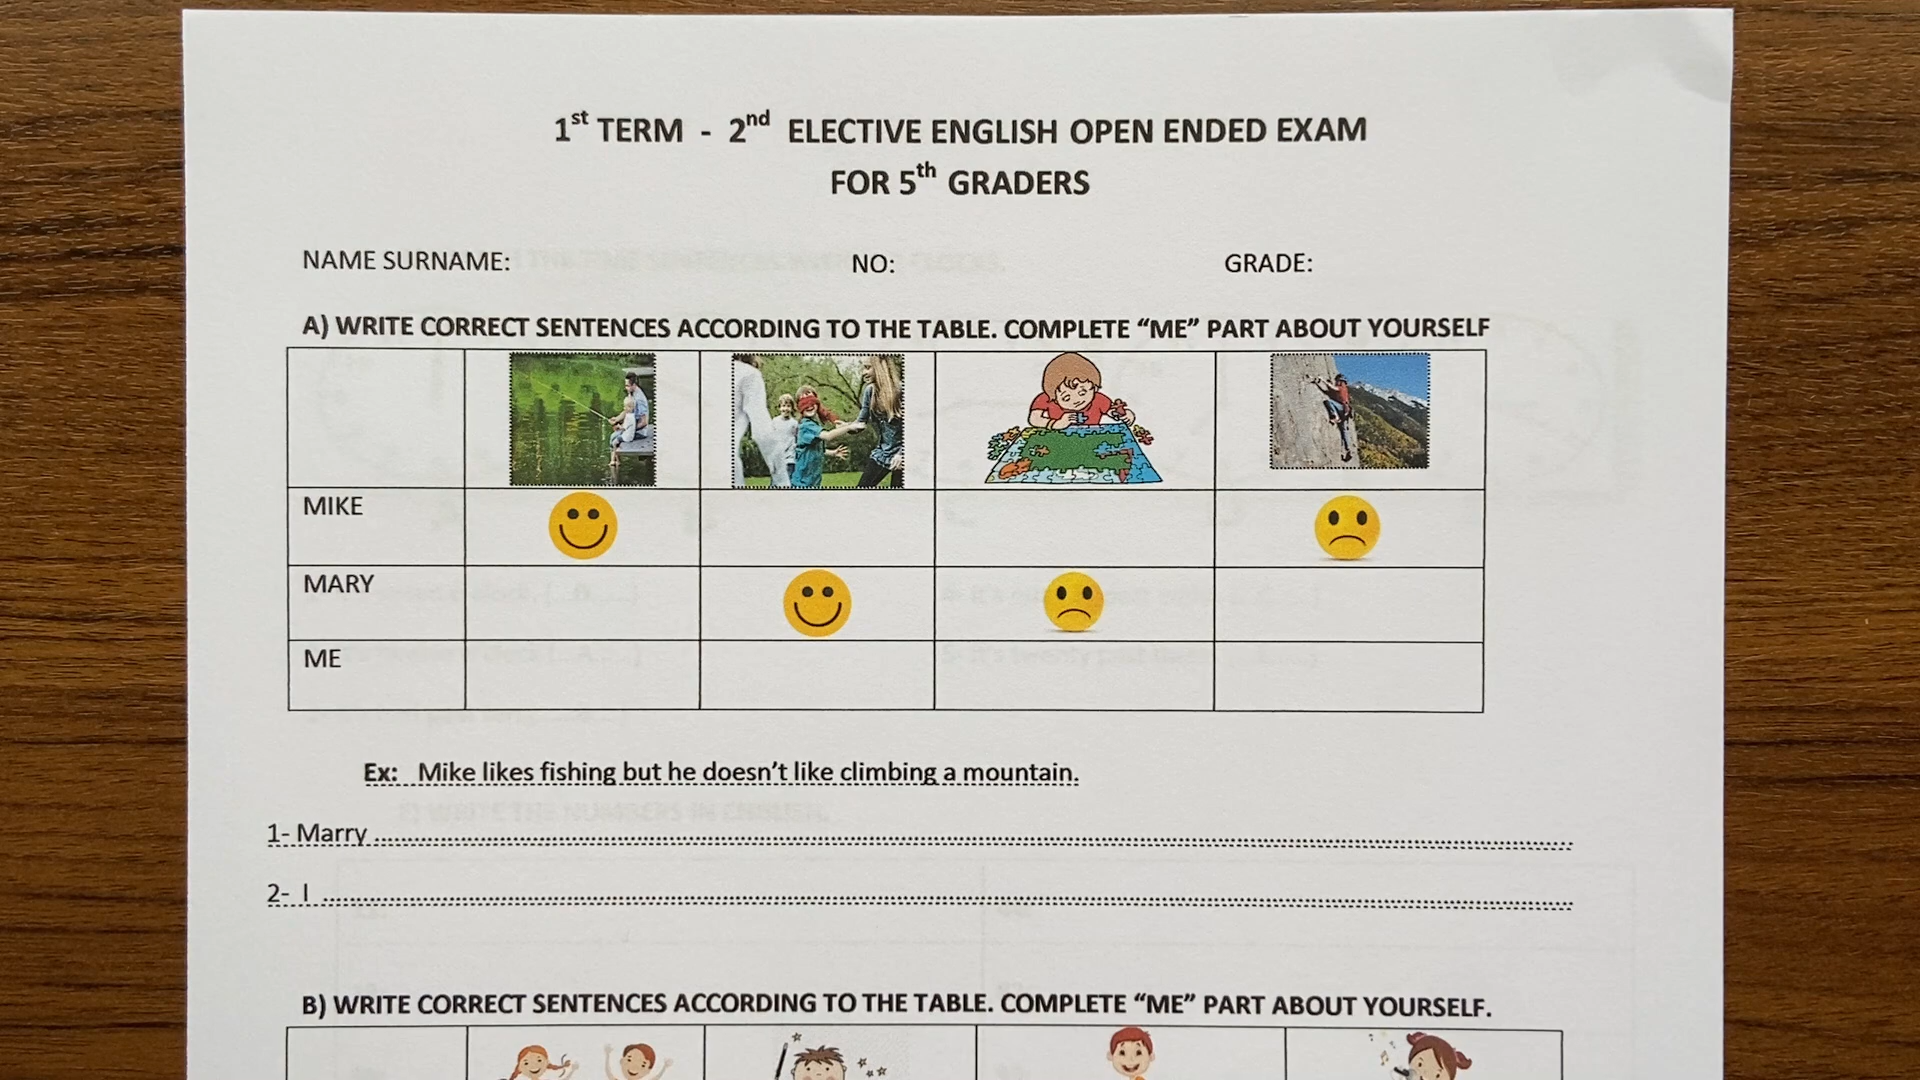 1st TERM - 2nd ELECTIVE ENGLISH OPEN ENDED EXAM
FOR 5th GRADERS
NAME SURNAME: NO: GRADE:
A) WRITE CORRECT SENTENCES ACCORDING TO THE TABLE. COMPLETE “ME” PART ABOUT YOURSELF
MIKE
MARY
ME
Ex: Mike likes fishing but he doesn’t like climbing a mountain.
1- Marry
2- I
B) WRITE CORRECT SENTENCES ACCORDING TO THE TABLE. COMPLETE “ME” PART ABOUT YOURSELF.